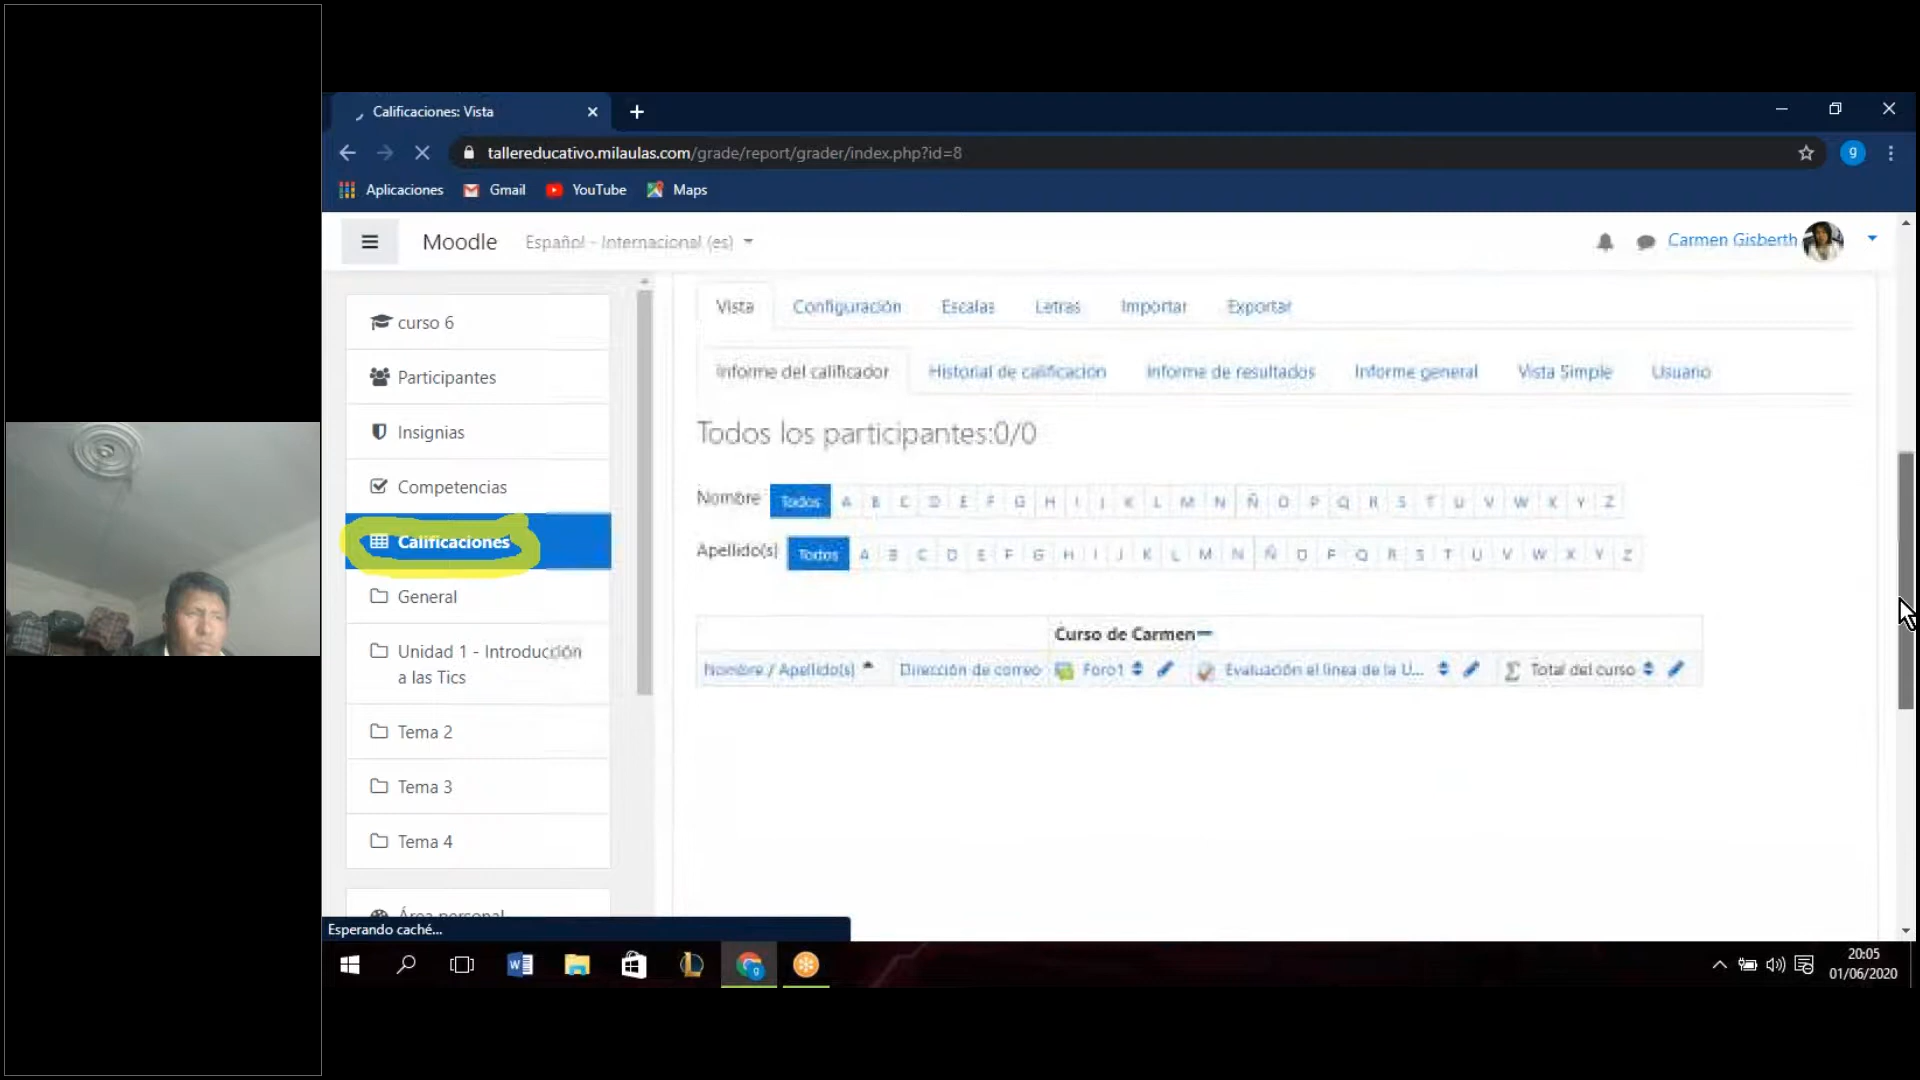 Calificaciones: Vista
tallereducativo.milaulas.com/grade/report/grader/index.php?id=8
g
Aplicaciones Gmail YouTube Maps
Moodle Español - Internacional (es) Carmen Gisberth
curso 6
Participantes
Insignias
Competencias
Calificaciones
General
Unidad 1 - Introducción
a las Tics
Tema 2
Tema 3
Tema 4
Área personal
Vista Configuración Escalas Letras Importar Exportar
Informe del calificador Historial de calificación Informe de resultados Informe general Vista Simple Usuario
Todos los participantes:0/0
Nombre Todos A B C D E F G H I J K L M N Ñ O P Q R S T U V W X Y Z
Apellido(s) Todos A B C D E F G H I J K L M N Ñ O P Q R S T U V W X Y Z
Curso de Carmen
Nombre / Apellido(s) Dirección de correo Foro1 Evaluación el linea de la U... Total del curso
Esperando caché...
20:05
01/06/2020